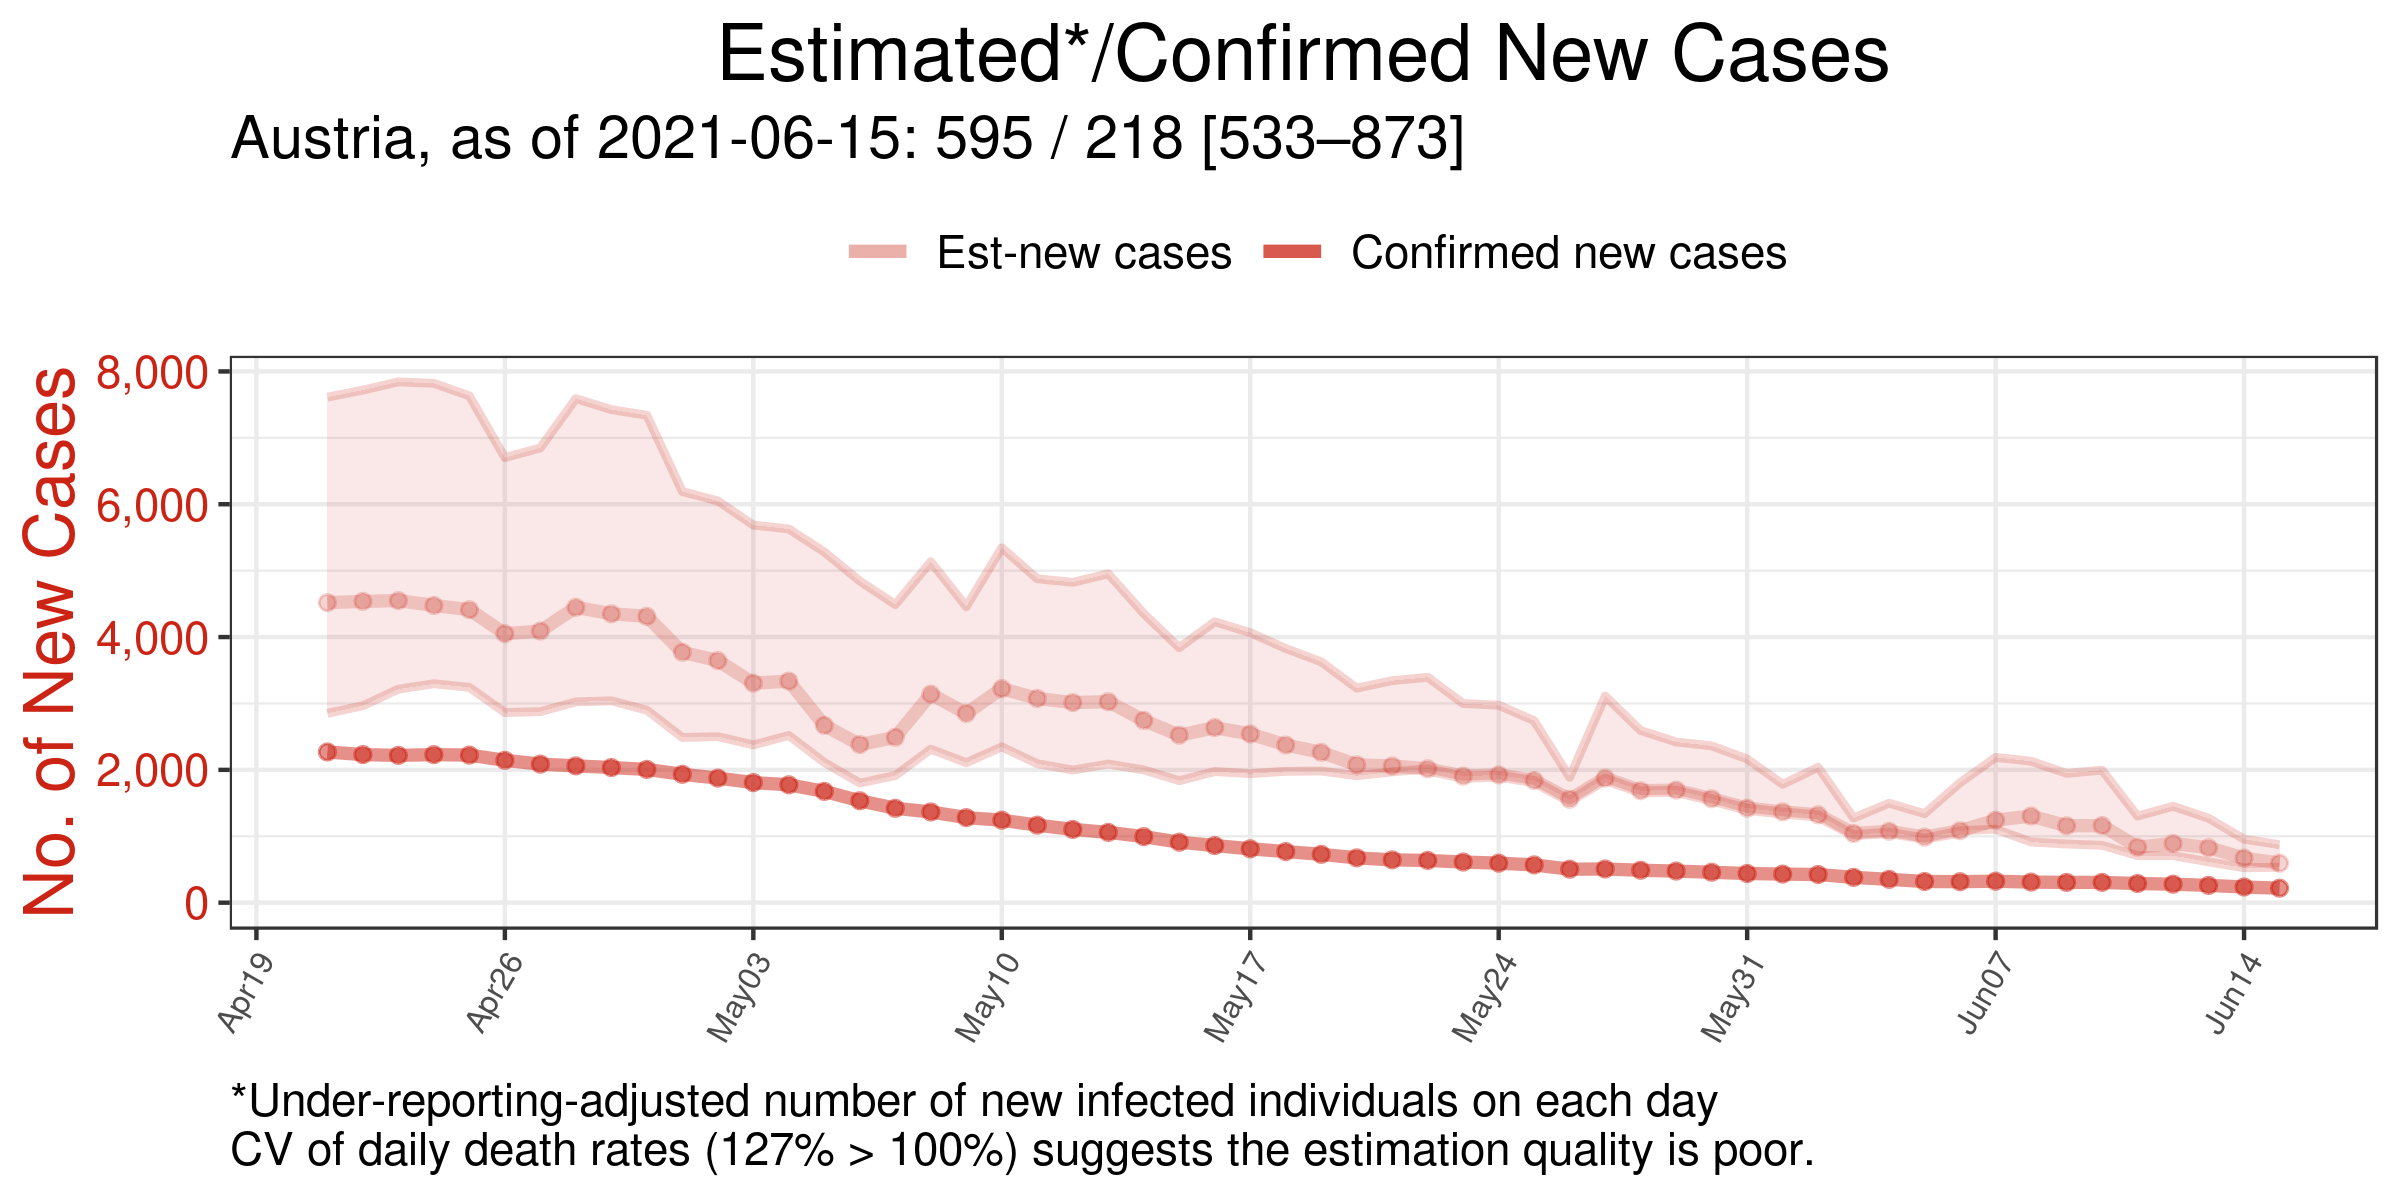 Estimated*/Confirmed New Cases
Austria, as of 2021-06-15: 595 / 218 [533–873]
Est-new cases
Confirmed new cases
No. of New Cases
8,000
6,000
4,000
2,000
0
Apr19
Apr26
May03
May10
May17
May24
May31
Jun07
Jun14
*Under-reporting-adjusted number of new infected individuals on each day
CV of daily death rates (127% > 100%) suggests the estimation quality is poor.